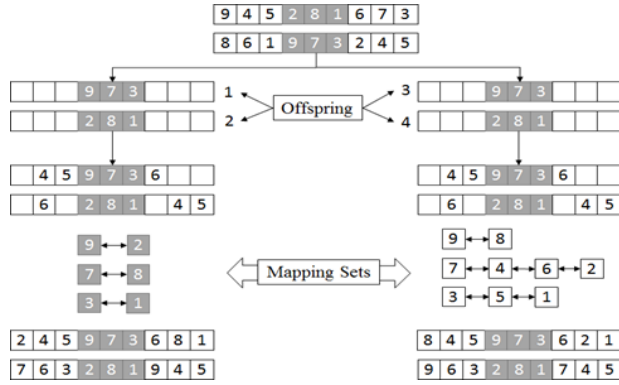 9 4 5 2 8 1 6 7 3
8 6 1 9 7 3 2 4 5
9 7 3
1
3
9 7 3
Offspring
2 8 1
2
4
2 8 1
4 5 9 7 3 6
4 5 9 7 3 6
6 2 8 1 4 5
6 2 8 1 4 5
9 2
7 8
3 1
Mapping Sets
9 8
7 4 6 2
3 5 1
2 4 5 9 7 3 6 8 1
8 4 5 9 7 3 6 2 1
7 6 3 2 8 1 9 4 5
9 6 3 2 8 1 7 4 5